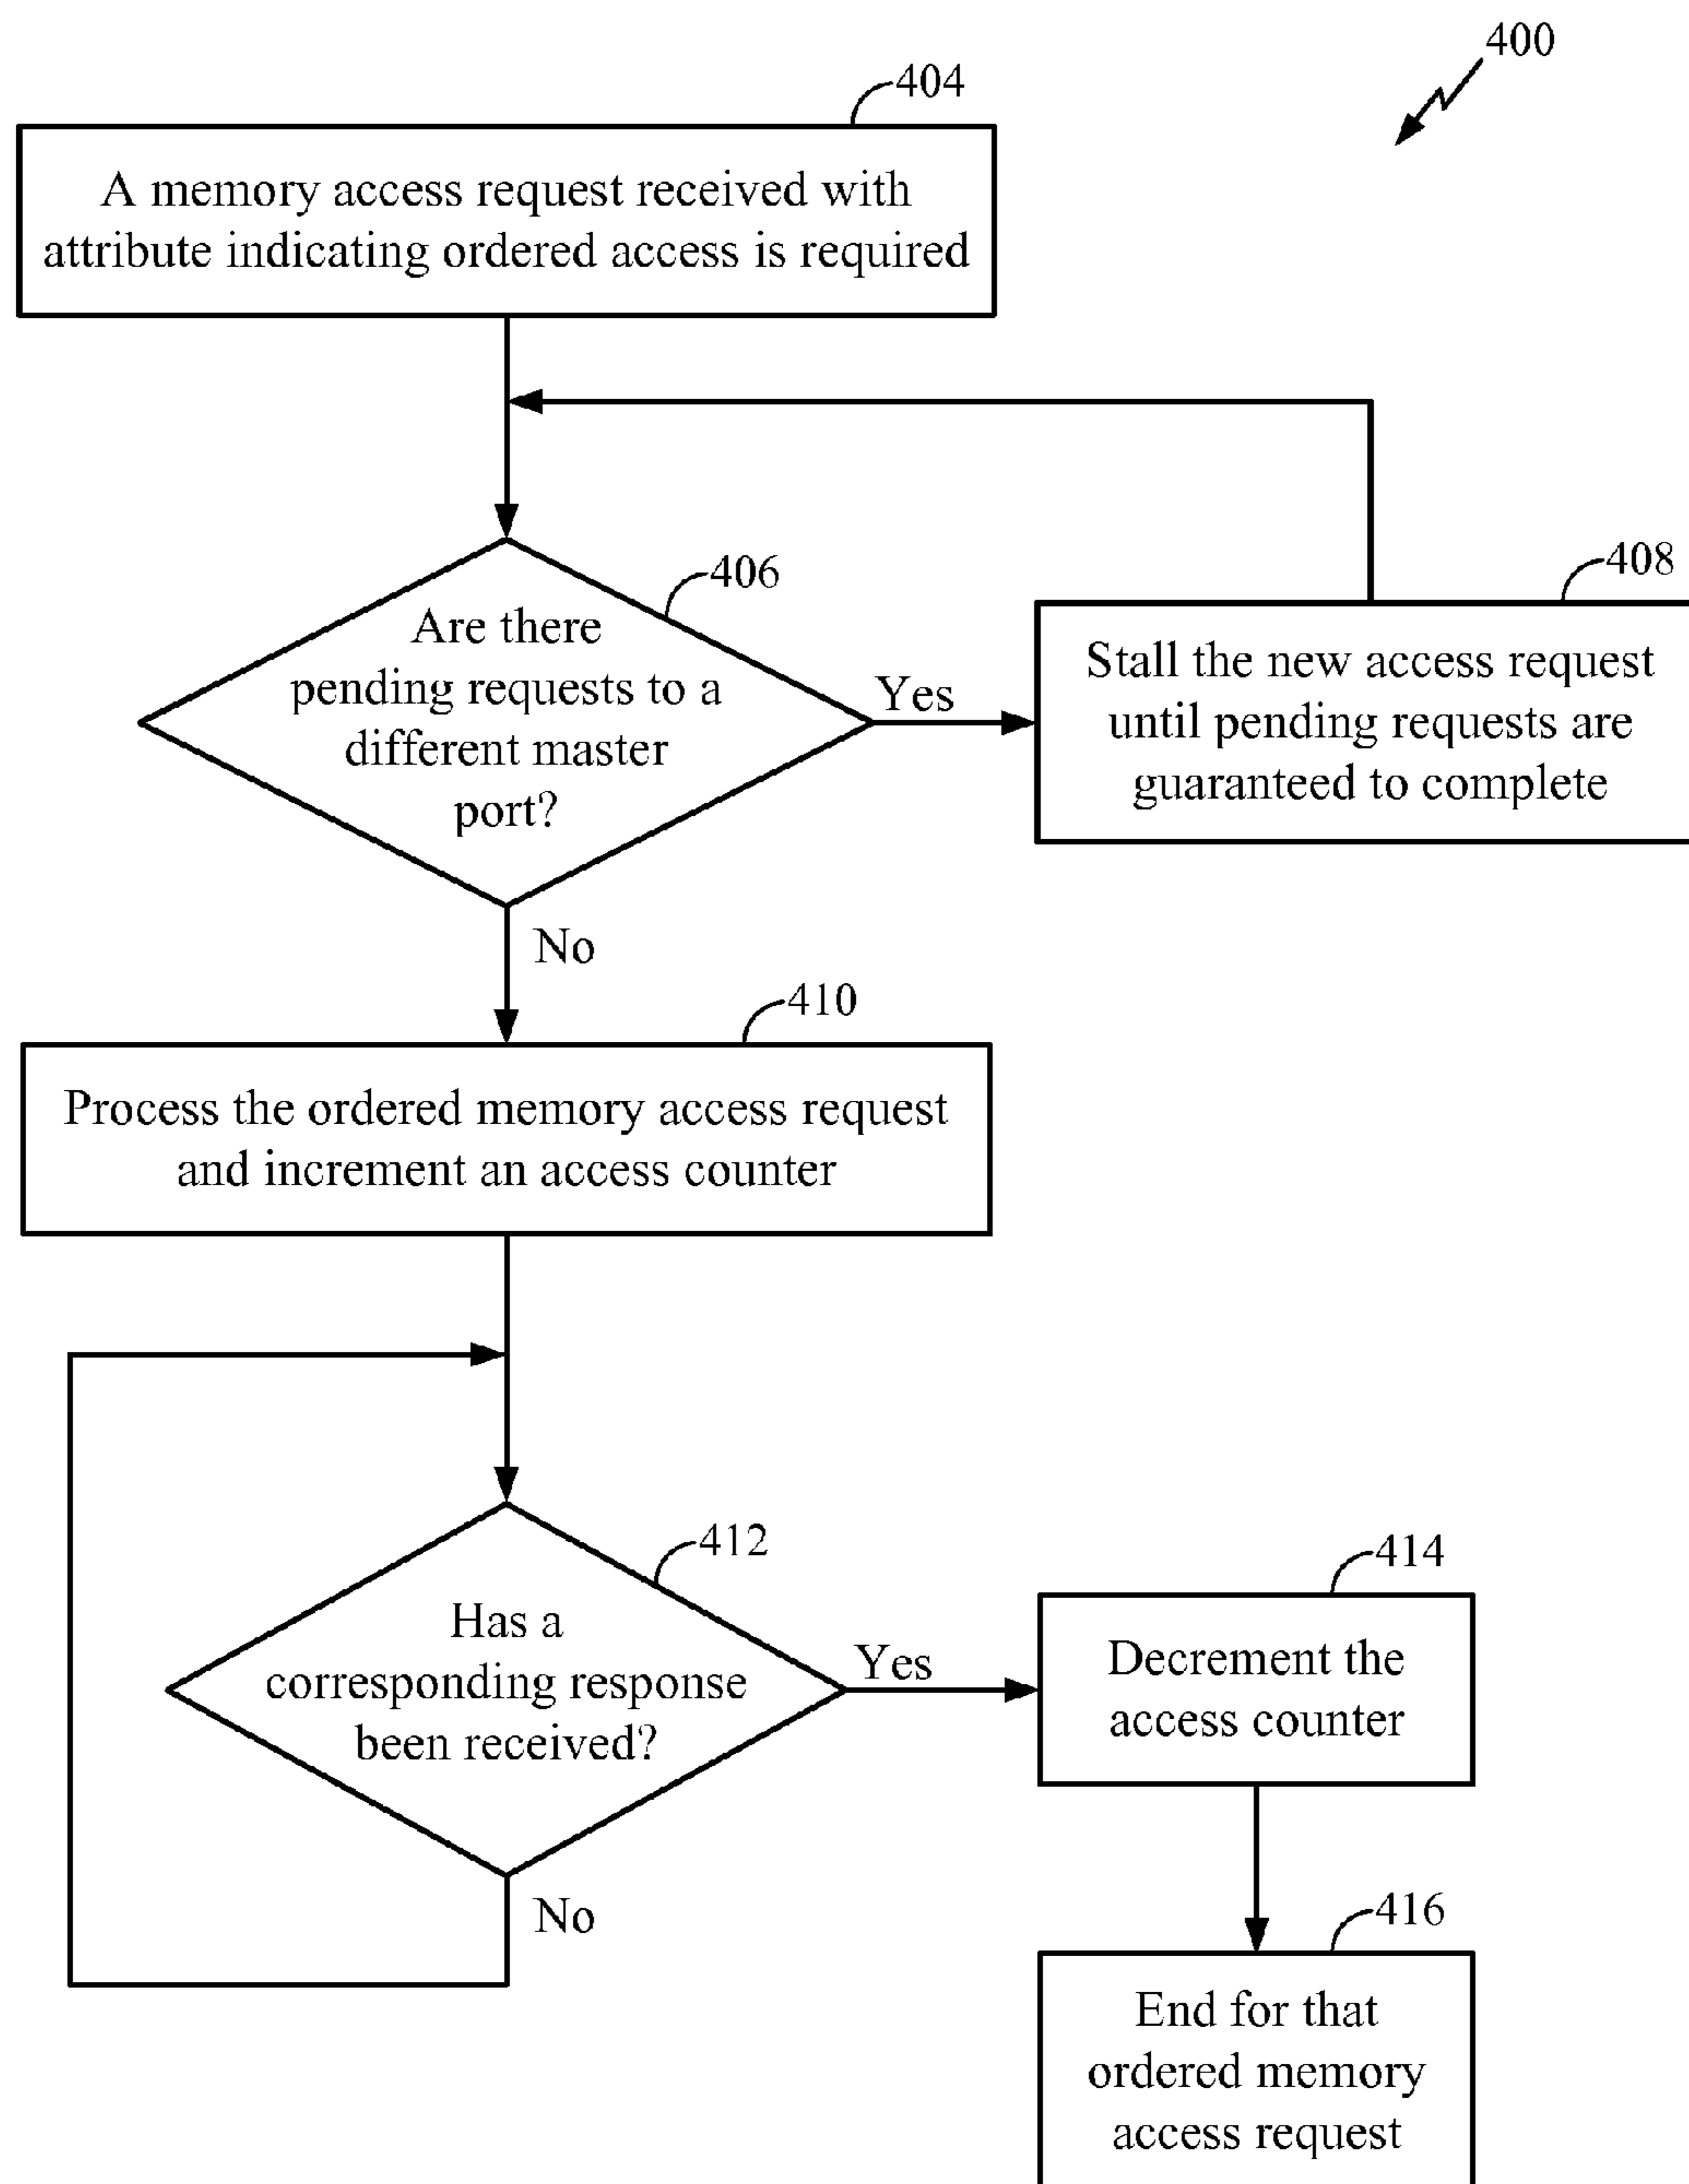 400
404
A memory access request received with
attribute indicating ordered access is required
406
Are there
pending requests to a
different master
port?
Yes
408
Stall the new access request
until pending requests are
guaranteed to complete
No
410
Process the ordered memory access request
and increment an access counter
412
Has a
corresponding response
been received?
Yes
414
Decrement the
access counter
No
416
End for that
ordered memory
access request